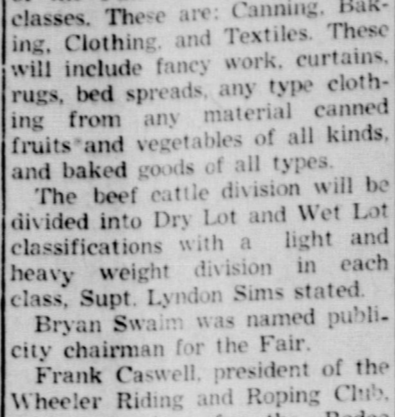 classes. These are: Canning, Bak-
ing, Clothing, and Textiles. These
will include fancy work, curtains,
rugs, bed spreads, any type cloth-
ing from any material canned
fruits and vegetables of all kinds,
and baked goods of all types.
The beef cattle division will be
divided into Dry Lot and Wet Lot
classifications with a light and
heavy weight division in each
class, Supt. Lyndon Sims stated.
Bryan Swaim was named publi-
city chairman for the Fair.
Frank Caswell, president of the
Wheeler Riding and Roping Club,